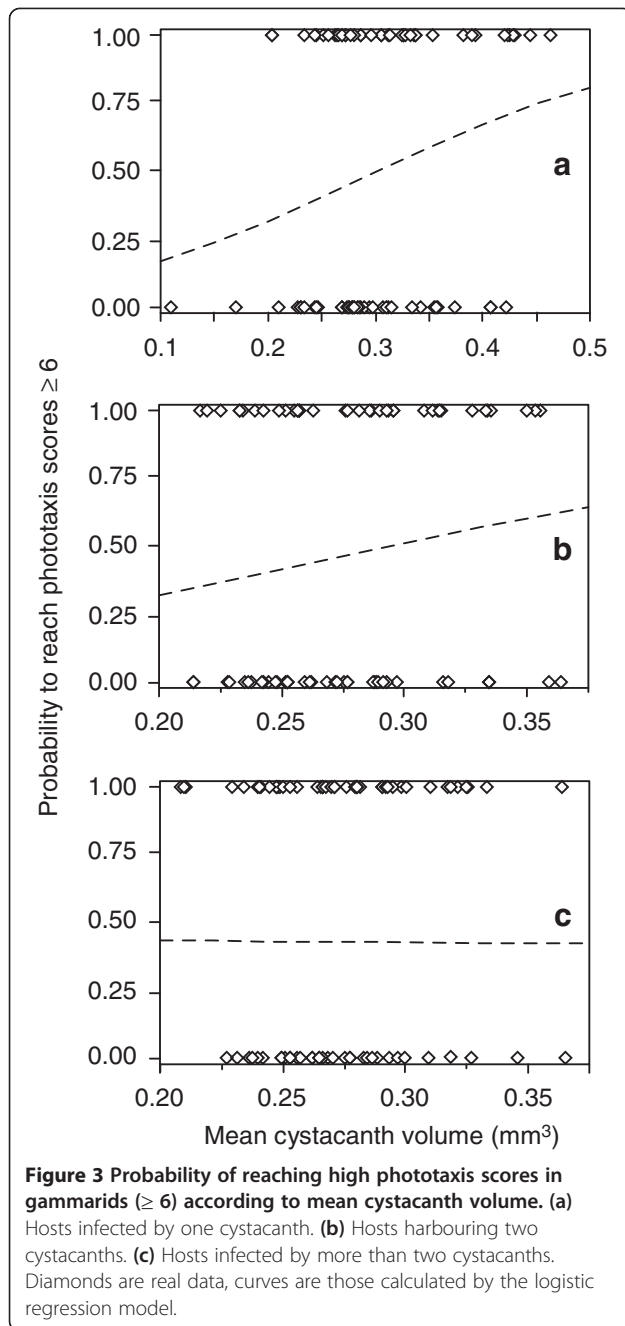 1.00
0.75
0.50
0.25
0.00
a
0.1 0.2 0.3 0.4 0.5
Probability to reach phototaxis scores ≥ 6
1.00
0.75
0.50
0.25
0.00
b
0.20 0.25 0.30 0.35
1.00
0.75
0.50
0.25
0.00
c
0.20 0.25 0.30 0.35
Mean cystacanth volume (mm³)
Figure 3 Probability of reaching high phototaxis scores in
gammarids (≥ 6) according to mean cystacanth volume. (a)
Hosts infected by one cystacanth. (b) Hosts harbouring two
cystacanths. (c) Hosts infected by more than two cystacanths.
Diamonds are real data, curves are those calculated by the logistic
regression model.